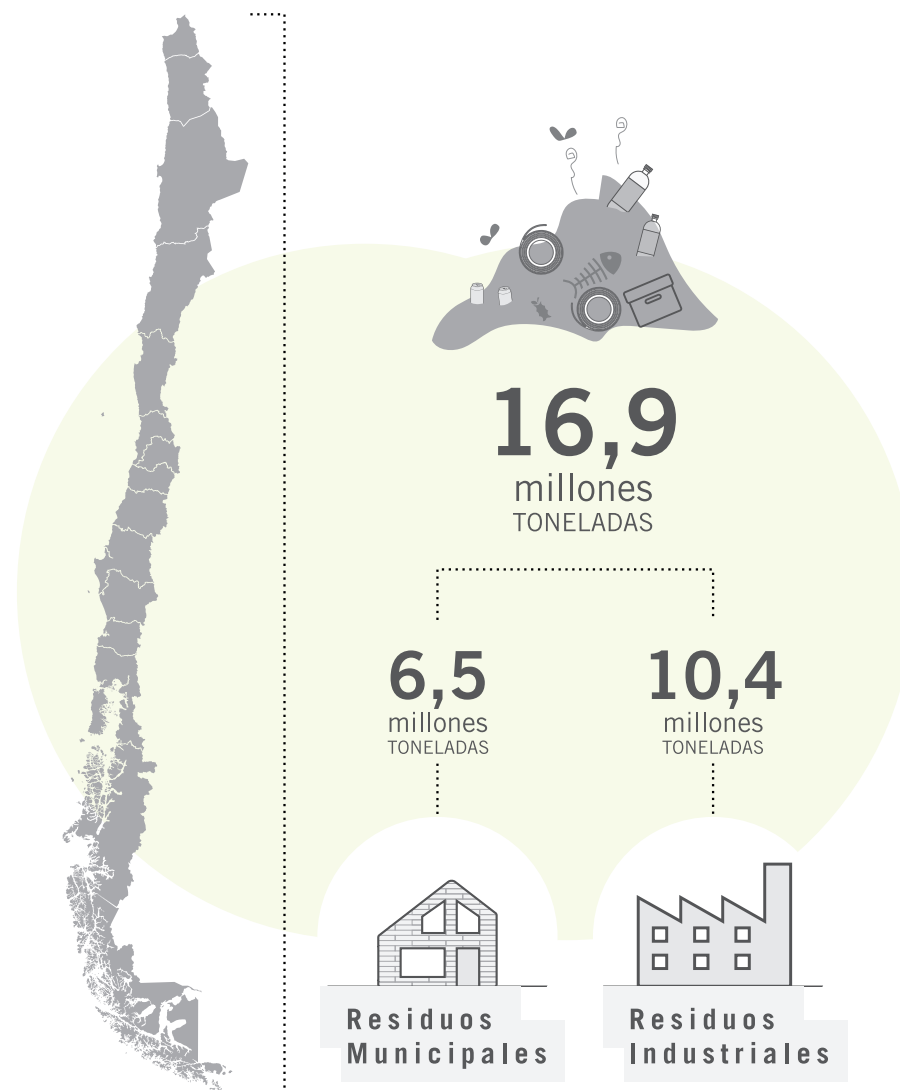 16,9
millones
TONELADAS
6,5
millones
TONELADAS
10,4
millones
TONELADAS
Residuos
Municipales
Residuos
Industriales